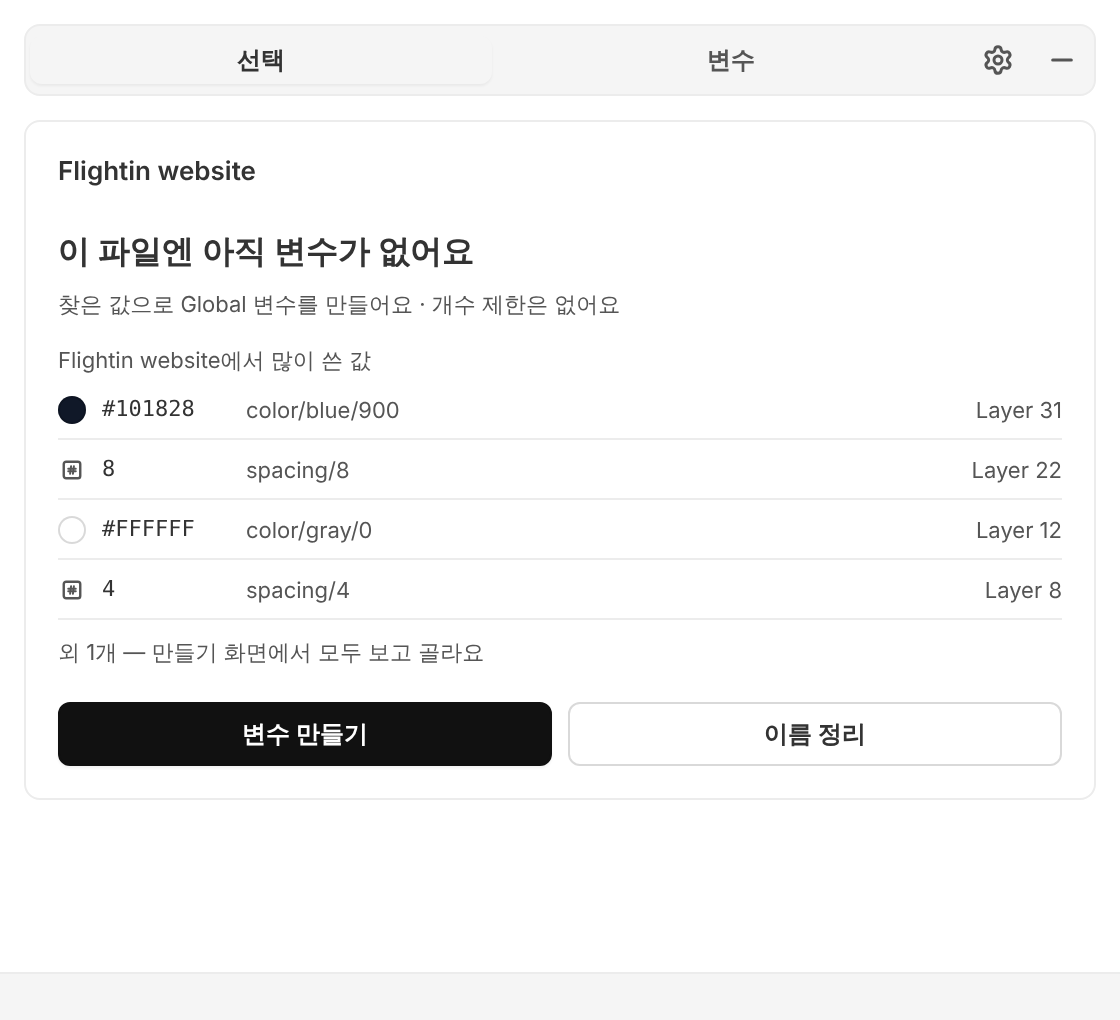 선택 변수
Flightin website
이 파일엔 아직 변수가 없어요
찾은 값으로 Global 변수를 만들어요 · 개수 제한은 없어요
Flightin website에서 많이 쓴 값
#101828 color/blue/900 Layer 31
8 spacing/8 Layer 22
#FFFFFF color/gray/0 Layer 12
4 spacing/4 Layer 8
외 1개 — 만들기 화면에서 모두 보고 골라요
변수 만들기 이름 정리